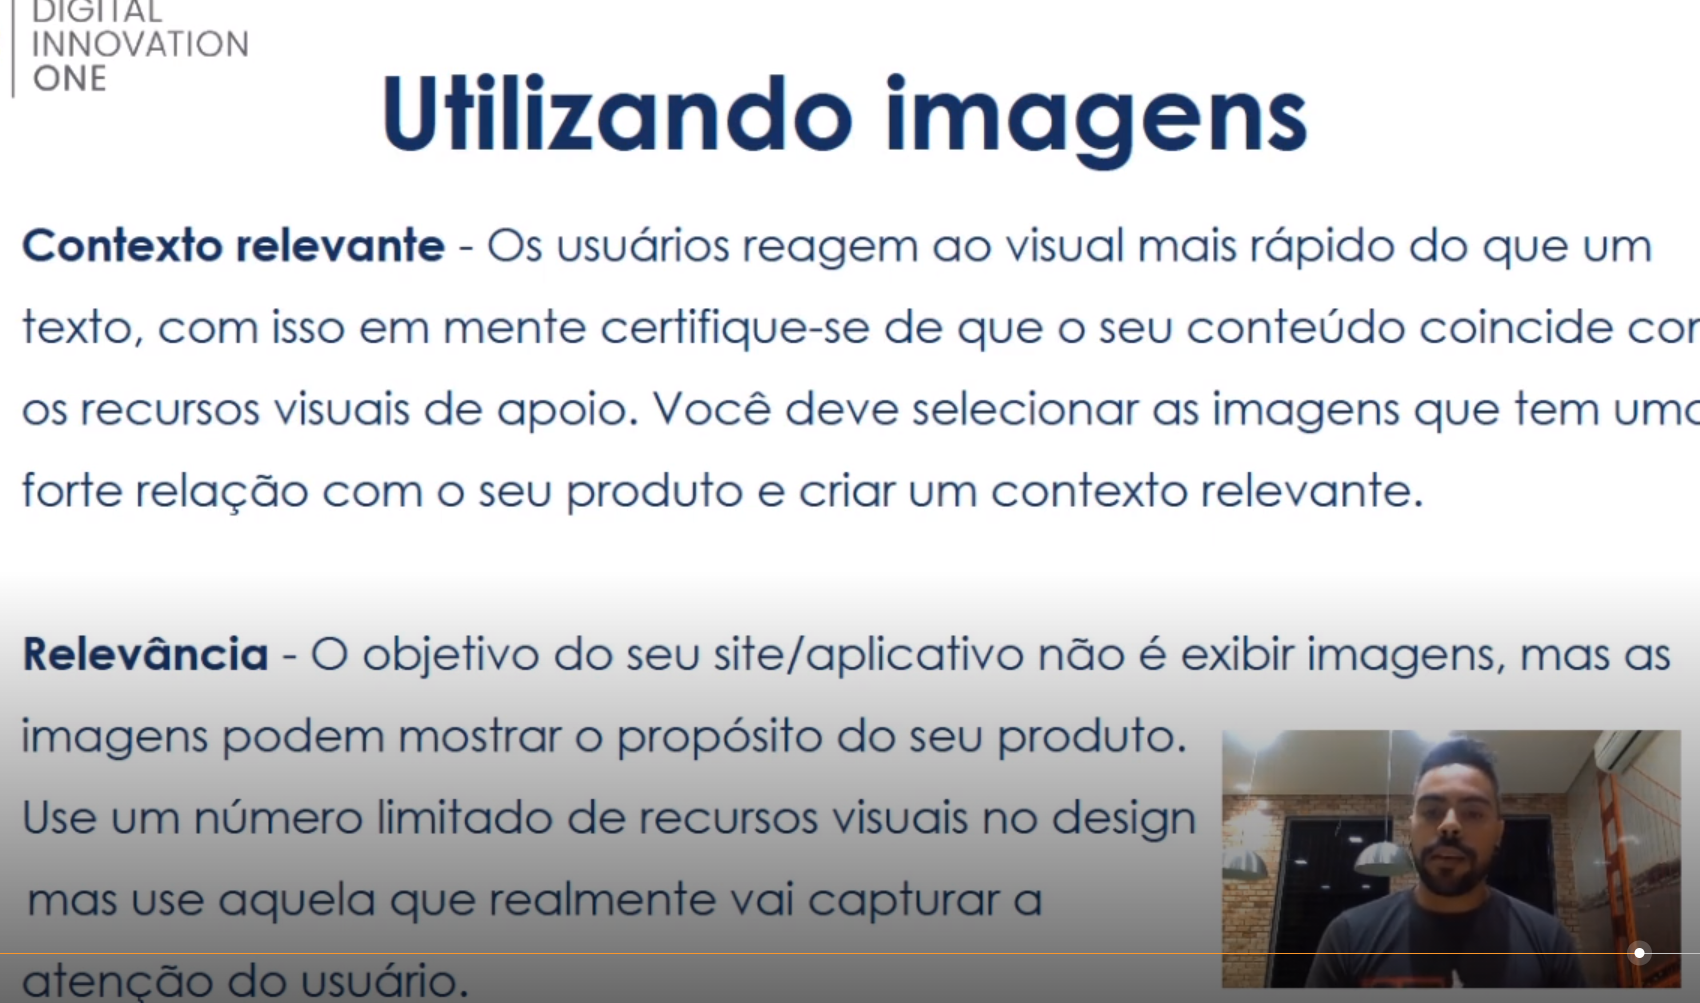 DIGITAL
INNOVATION
ONE
Utilizando imagens
Contexto relevante - Os usuários reagem ao visual mais rápido do que um
texto, com isso em mente certifique-se de que o seu conteúdo coincide
os recursos visuais de apoio. Você deve selecionar as imagens que tem
forte relação com o seu produto e criar um contexto relevante.
Relevância - O objetivo do seu site/aplicativo não é exibir imagens, mas as
imagens podem mostrar o propósito do seu produto.
Use um número limitado de recursos visuais no design
mas use aquela que realmente vai capturar a
atenção do usuário.